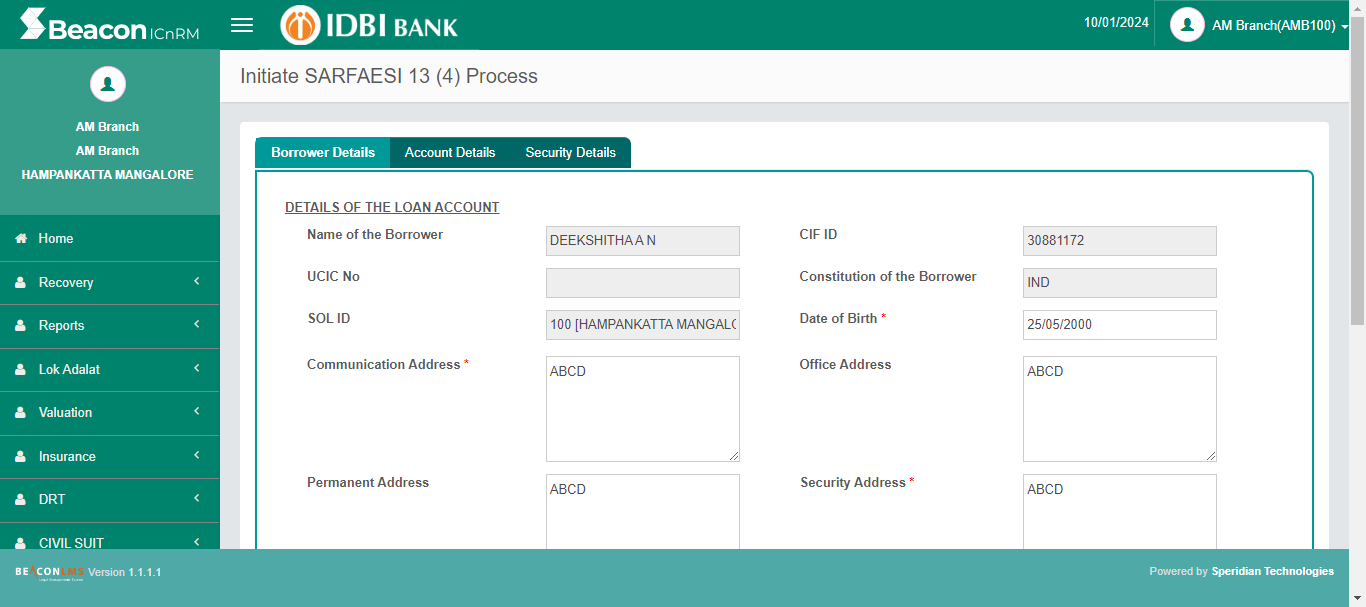 Beacon ICnRM
IDBI BANK
10/01/2024
AM Branch(AMB100)
AM Branch
AM Branch
HAMPANKATTA MANGALORE
Home
Recovery
Reports
Lok Adalat
Valuation
Insurance
DRT
CIVIL SUIT
Initiate SARFAESI 13 (4) Process
Borrower Details Account Details Security Details
DETAILS OF THE LOAN ACCOUNT
Name of the Borrower DEEKSHITHA A N CIF ID 30881172
UCIC No Constitution of the Borrower IND
SOL ID 100 [HAMPANKATTA MANGALO Date of Birth * 25/05/2000
Communication Address * ABCD Office Address ABCD
Permanent Address ABCD Security Address * ABCD
BEACONLMS Version 1.1.1.1
Powered by Speridian Technologies